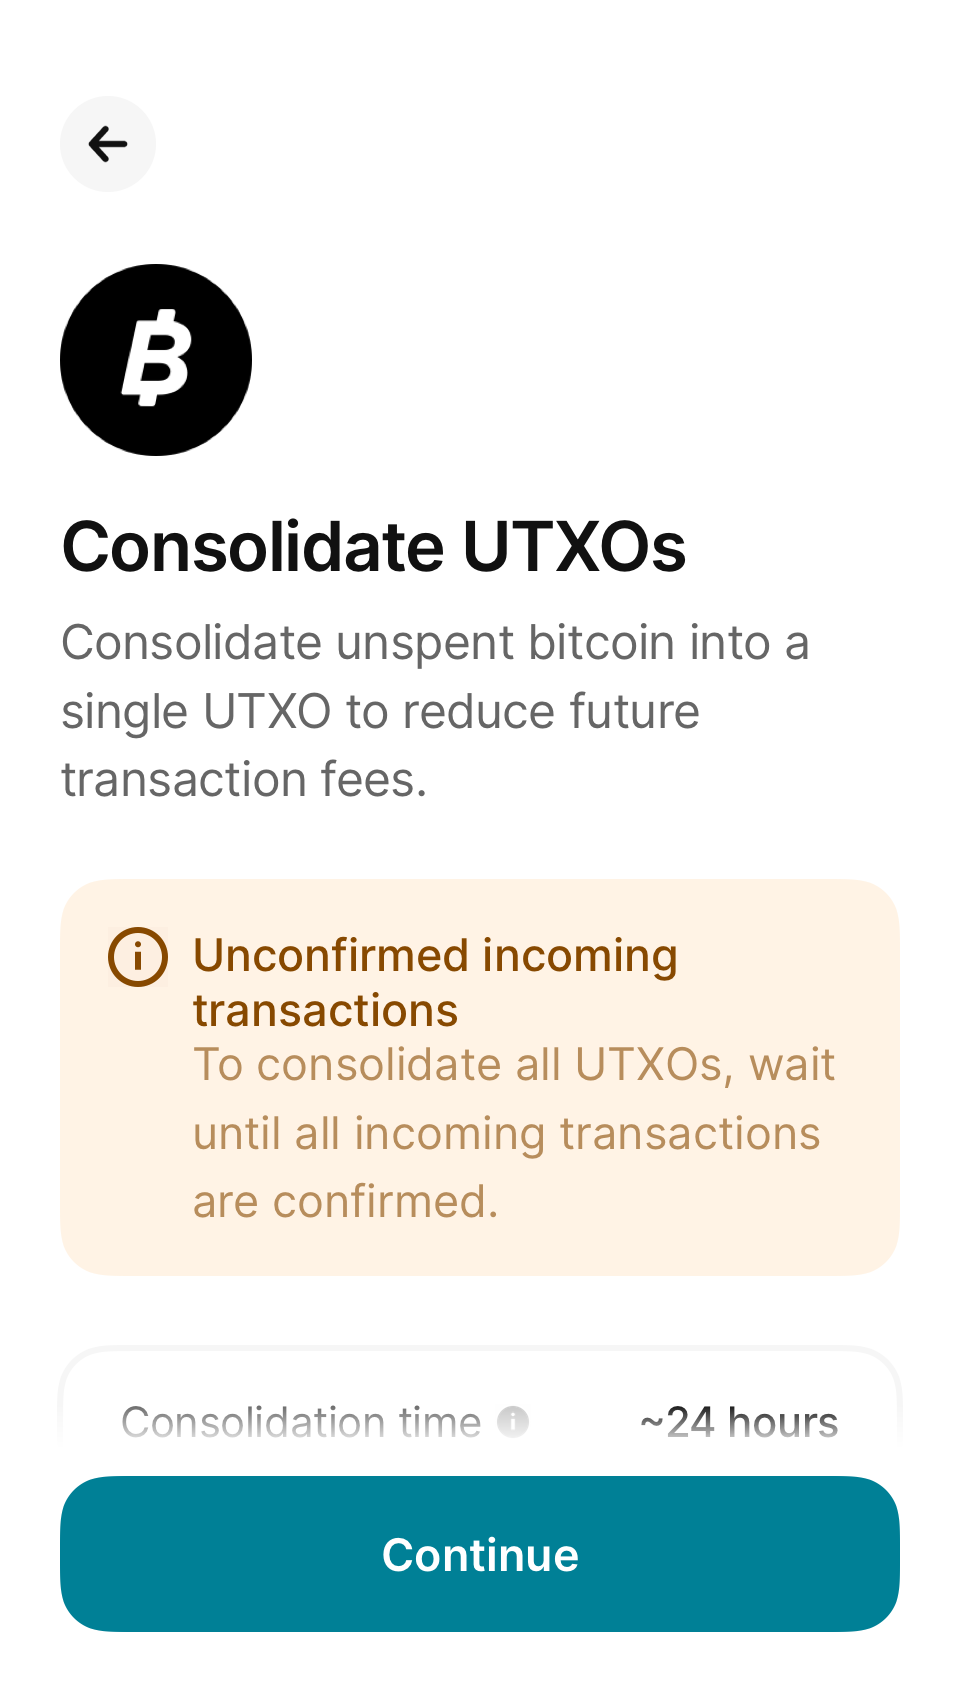 Consolidate UTXOs
Consolidate unspent bitcoin into a
single UTXO to reduce future
transaction fees.
Unconfirmed incoming
transactions
To consolidate all UTXOs, wait
until all incoming transactions
are confirmed.
Consolidation time ~24 hours
Continue